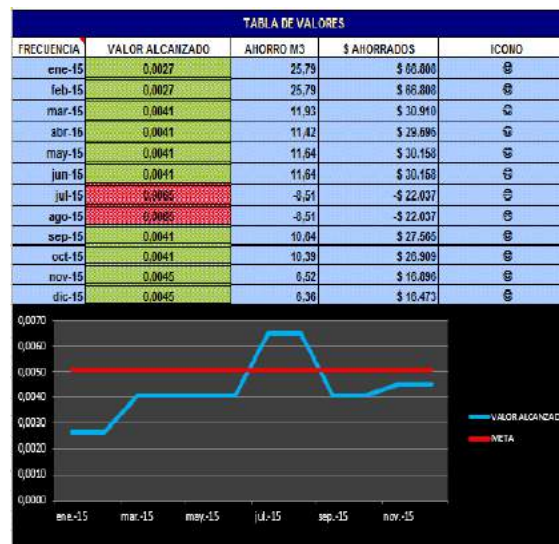 TABLA DE VALORES
FRECUENCIA VALOR ALCANZADO AHORRO M3 $ AHORRADOS ICONO
ene-15 0,0027 25,79 $ 66.808
feb-15 0,0027 25,79 $ 66.808
mar-15 0,0041 11,93 $ 30.910
abr-15 0,0041 11,42 $ 29.696
may-15 0,0041 11,64 $ 30.158
jun-15 0,0041 11,64 $ 30.158
jul-15 0,0065 -8,51 -$ 22.037
ago-15 0,0065 -8,51 -$ 22.037
sep-15 0,0041 10,64 $ 27.565
oct-15 0,0041 10,39 $ 26.909
nov-15 0,0045 6,52 $ 16.896
dic-15 0,0045 6,36 $ 16.473
0,0070
0,0060
0,0050
0,0040
0,0030
0,0020
0,0010
0,0000
ene.-15 mar.-15 may.-15 jul.-15 sep.-15 nov.-15
VALOR ALCANZAD
META